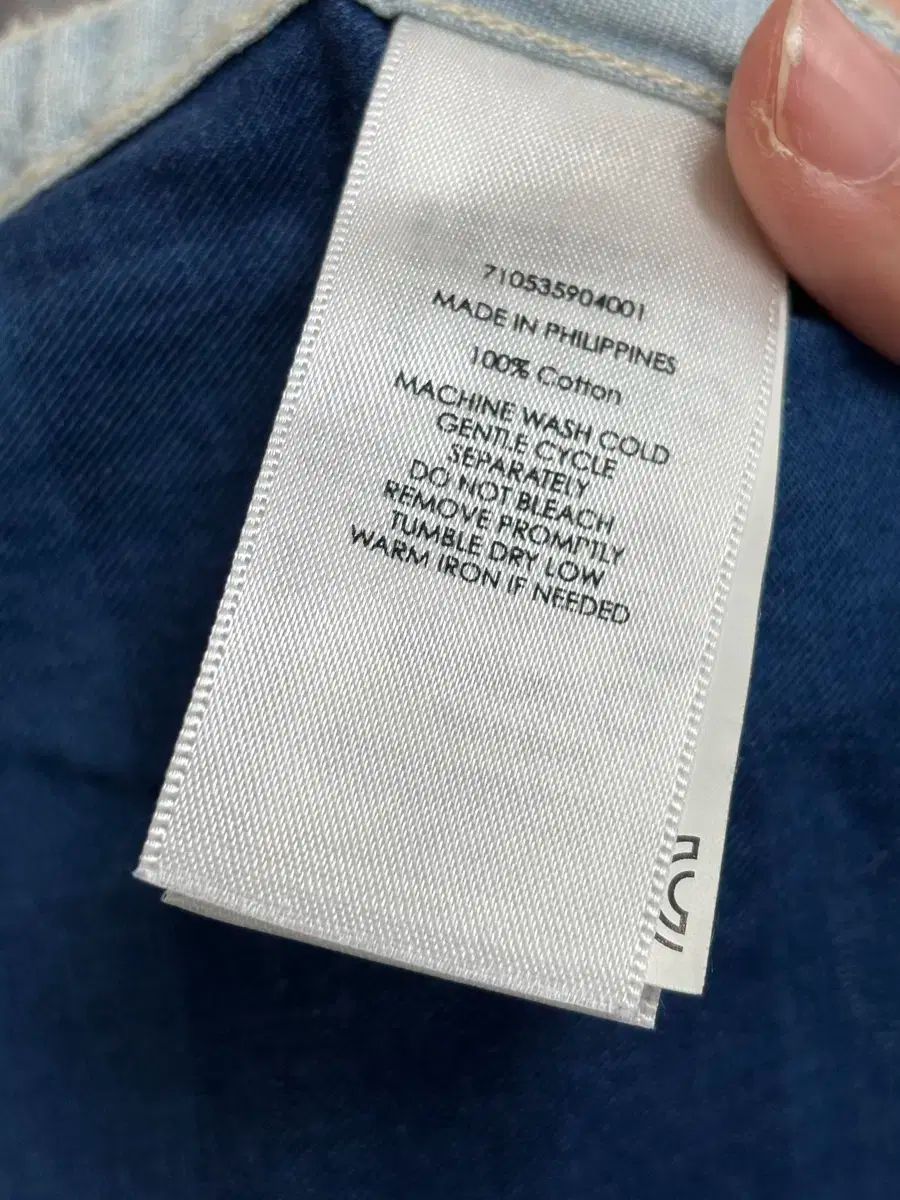 710535904001
MADE IN PHILIPPINES
100% Cotton
MACHINE WASH COLD
GENTLE CYCLE
SEPARATELY
DO NOT BLEACH
REMOVE PROMPTLY
TUMBLE DRY LOW
WARM IRON IF NEEDED